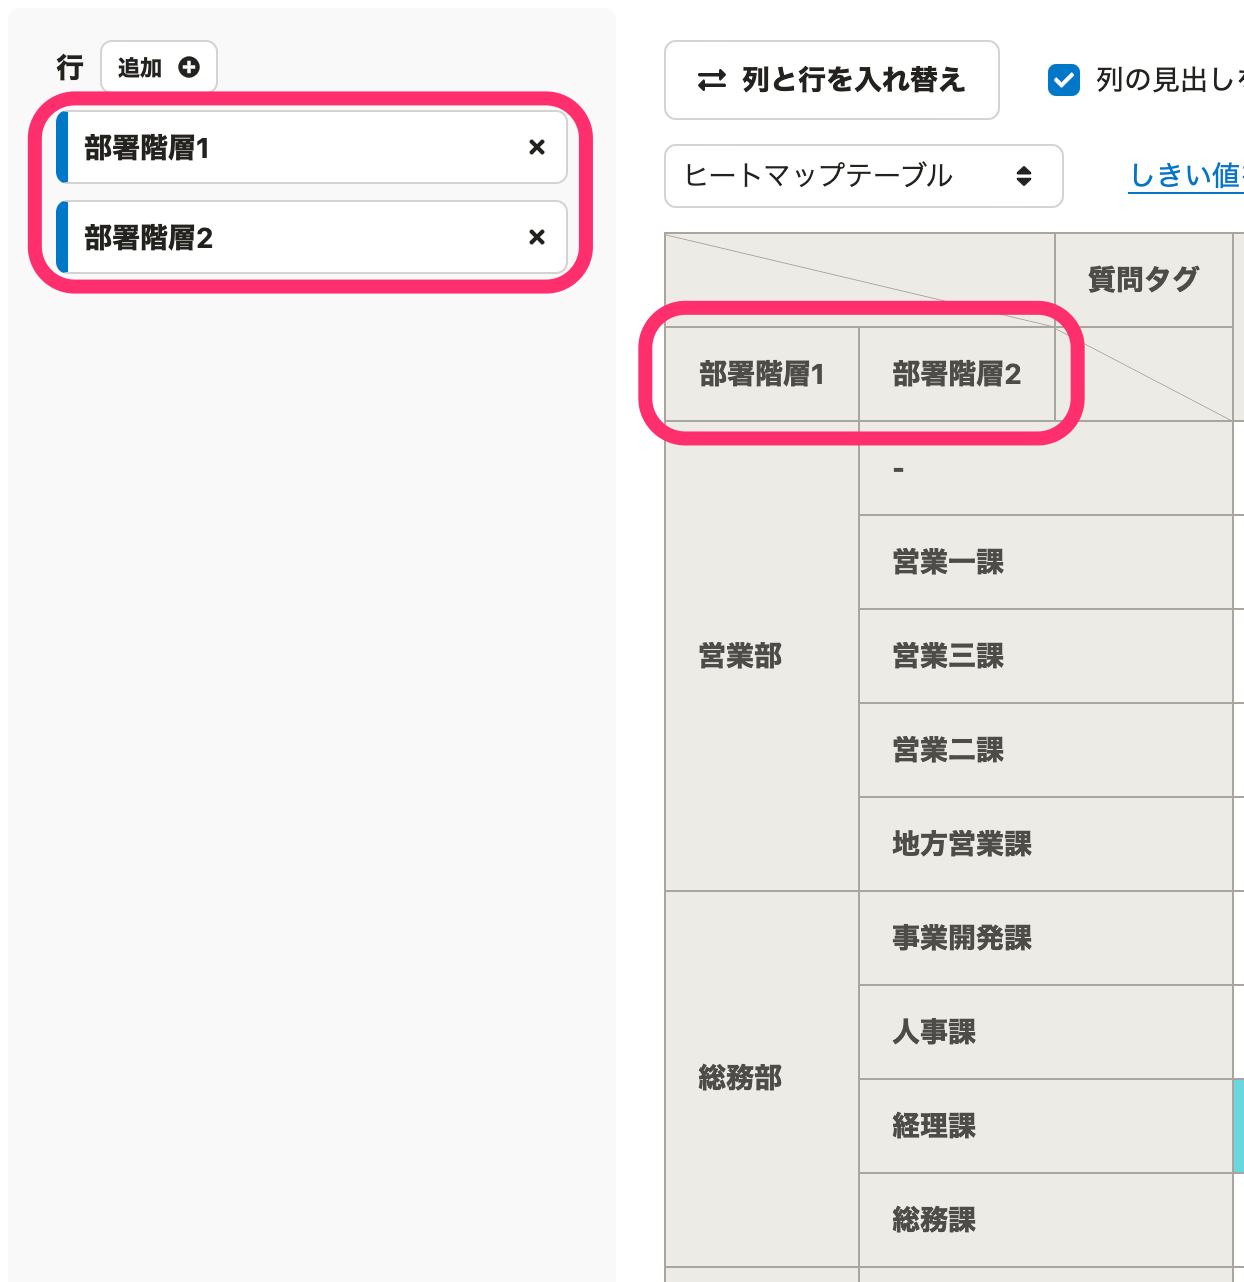 行 追加
部署階層1
部署階層2
列と行を入れ替え
列の見出しを
ヒートマップテーブル
しきい値を
質問タグ
部署階層1 部署階層2
営業部
-
営業一課
営業三課
営業二課
地方営業課
総務部
事業開発課
人事課
経理課
総務課